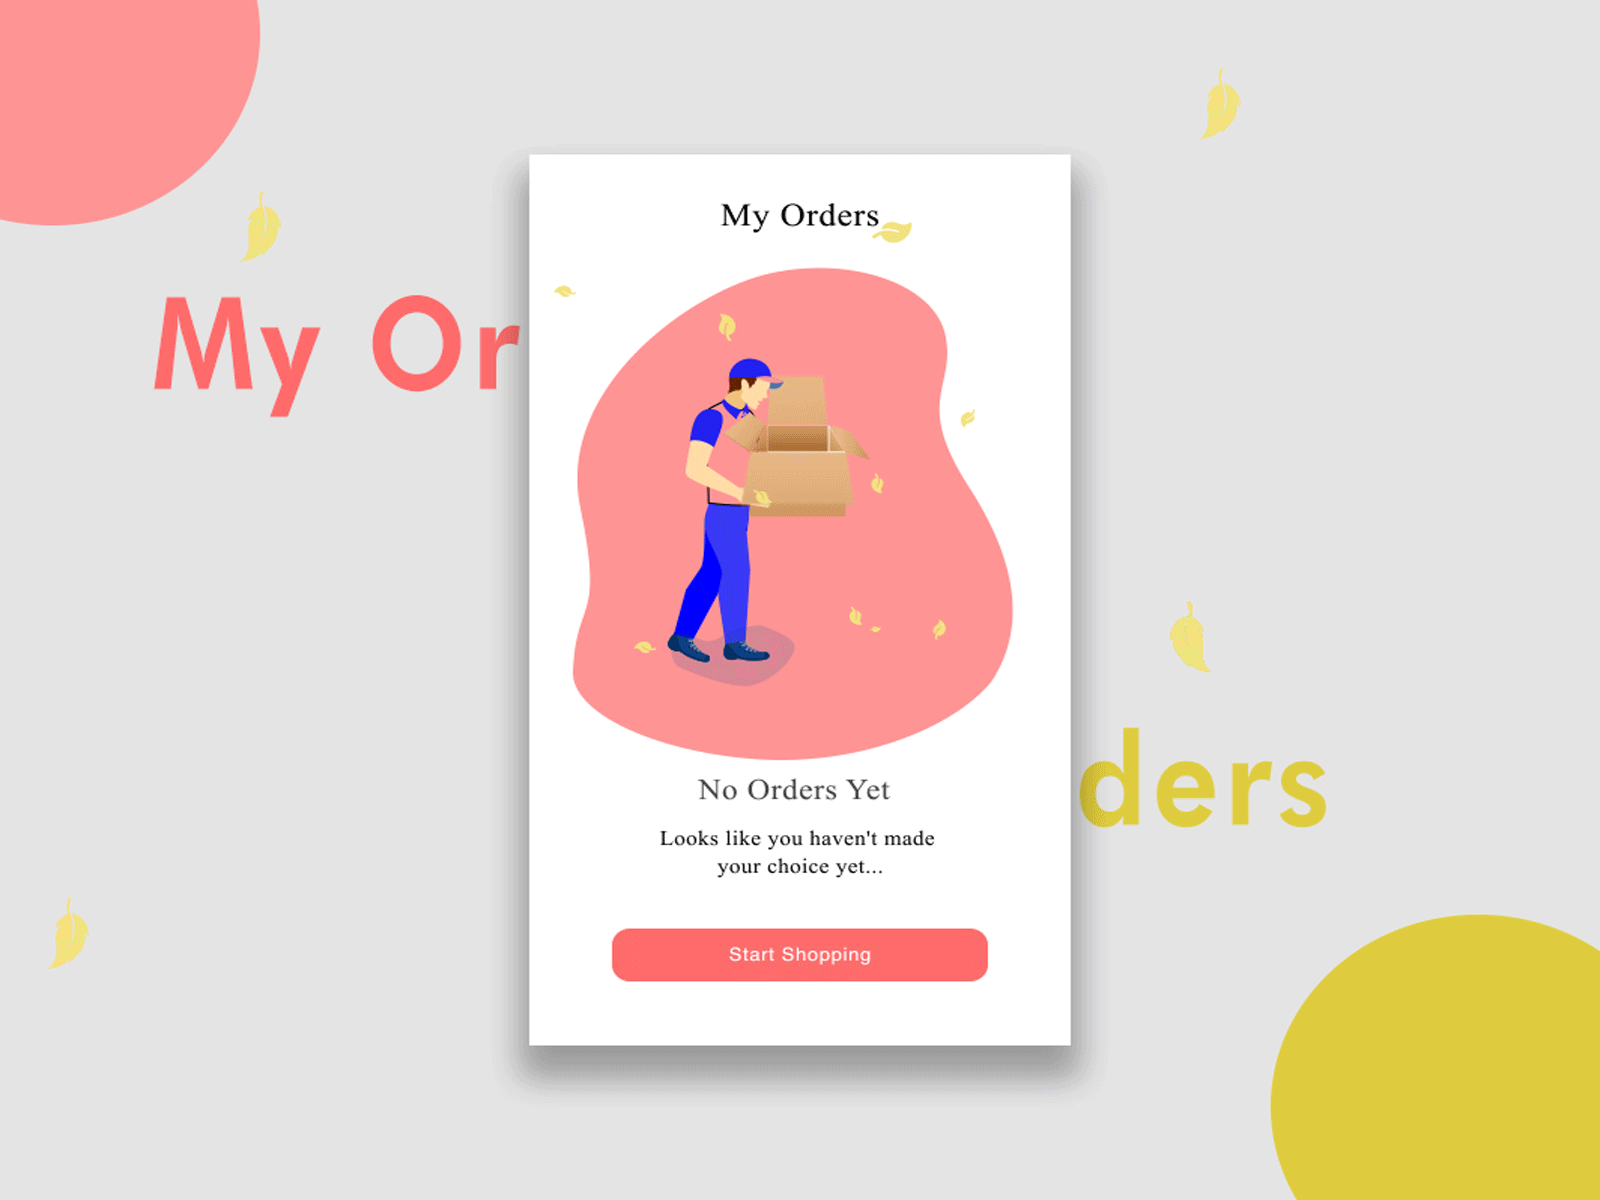 My Orders
My Or
No Orders Yet
ders
Looks like you haven't made
your choice yet...
Start Shopping